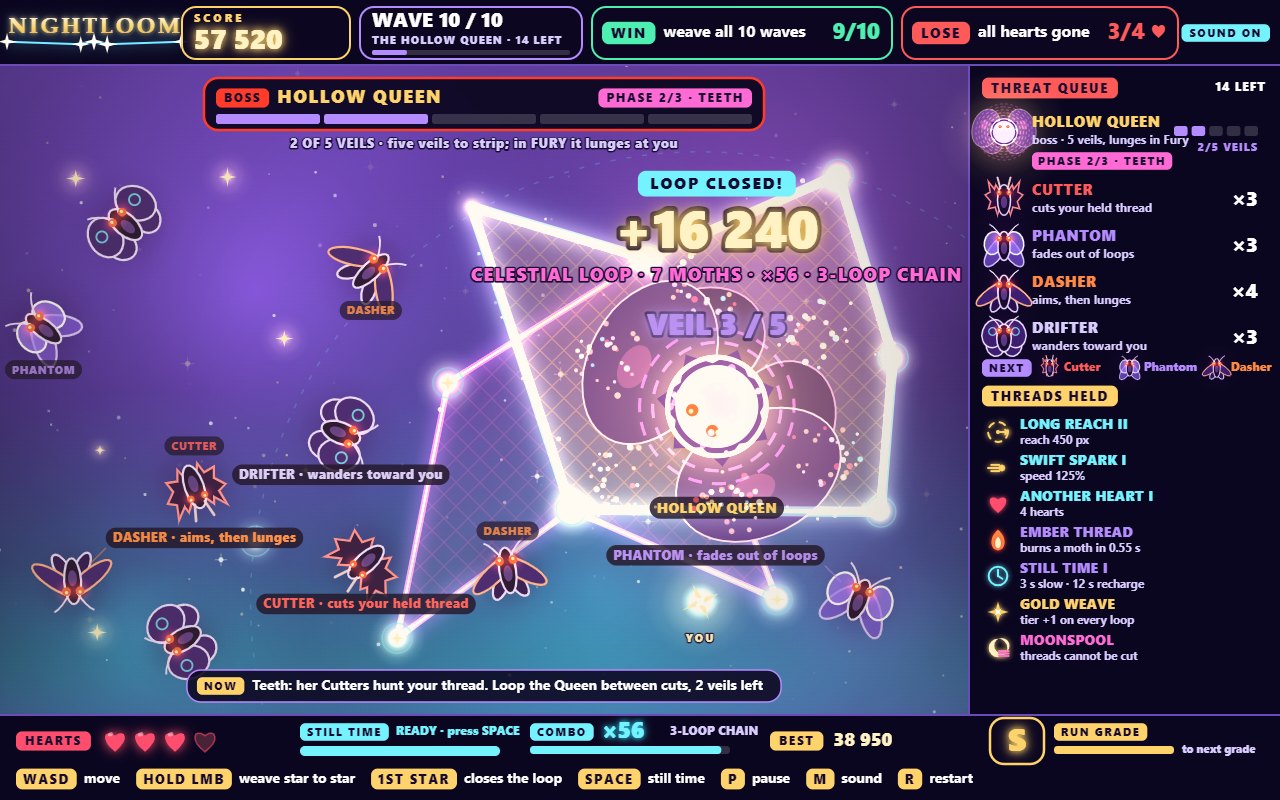 NIGHTLOOM
SCORE
57 520
WAVE 10 / 10
THE HOLLOW QUEEN · 14 LEFT
WIN weave all 10 waves 9/10
LOSE all hearts gone 3/4
SOUND ON
BOSS HOLLOW QUEEN PHASE 2/3 · TEETH
2 OF 5 VEILS · five veils to strip; in FURY it lunges at you
LOOP CLOSED!
+16 240
CELESTIAL LOOP · 7 MOTHS · ×56 · 3-LOOP CHAIN
VEIL 3 / 5
DASHER
PHANTOM
CUTTER
DRIFTER · wanders toward you
HOLLOW QUEEN
DASHER · aims, then lunges
DASHER
PHANTOM · fades out of loops
CUTTER · cuts your held thread
YOU
NOW Teeth: her Cutters hunt your thread. Loop the Queen between cuts, 2 veils left
THREAT QUEUE 14 LEFT
HOLLOW QUEEN
boss · 5 veils, lunges in Fury
2/5 VEILS
PHASE 2/3 · TEETH
CUTTER
cuts your held thread
×3
PHANTOM
fades out of loops
×3
DASHER
aims, then lunges
×4
DRIFTER
wanders toward you
×3
NEXT Cutter Phantom Dasher
THREADS HELD
LONG REACH II
reach 450 px
SWIFT SPARK I
speed 125%
ANOTHER HEART I
4 hearts
EMBER THREAD
burns a moth in 0.55 s
STILL TIME I
3 s slow · 12 s recharge
GOLD WEAVE
tier +1 on every loop
MOONSPOOL
threads cannot be cut
HEARTS
STILL TIME READY · press SPACE
COMBO ×56 3-LOOP CHAIN
BEST 38 950
S
RUN GRADE
to next grade
WASD move HOLD LMB weave star to star 1ST STAR closes the loop SPACE still time P pause M sound R restart